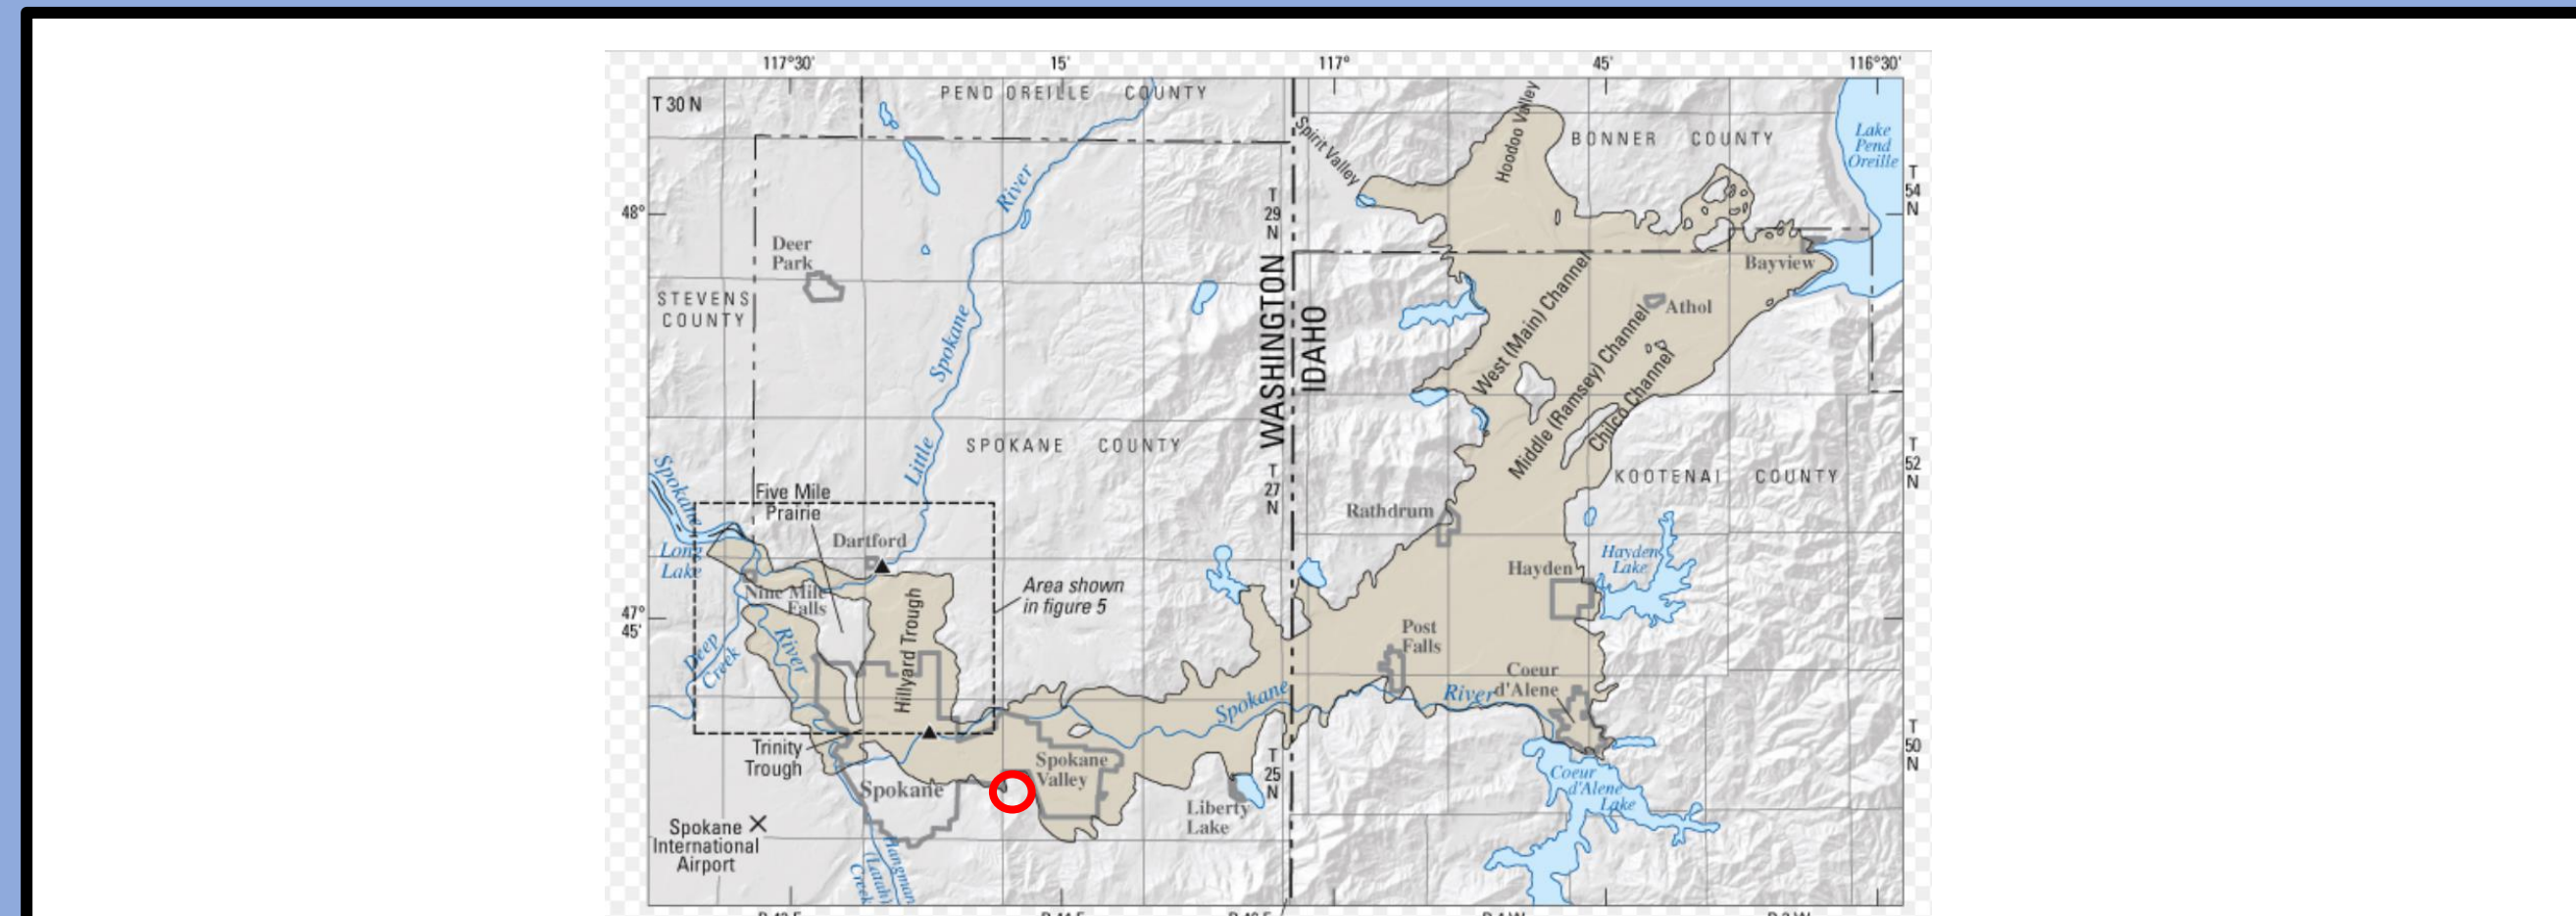 117°30'
15'
117°
45'
116°30'
T 30 N
PEND OREILLE COUNTY
Spirit Valley
Hoodoo Valley
BONNER COUNTY
Lake
Pend
Oreille
T
54
N
48°
River
T
29
N
Deer
Park
STEVENS
COUNTY
Bayview
Athol
WASHINGTON
IDAHO
West (Main) Channel
Middle (Ramsey) Channel
Chilco Channel
Spokane
Little
SPOKANE COUNTY
T
27
N
T
52
N
KOOTENAI COUNTY
Spokane
Five Mile
Prairie
Rathdrum
Dartford
Long
Lake
Hayden
Lake
Hayden
Nine Mile
Falls
Area shown
in figure 5
47°
45'
Hillyard Trough
River
Deep
Creek
Post
Falls
Coeur
d'Alene
Spokane
River
Trinity
Trough
Spokane
Valley
T
25
N
T
50
N
Coeur
d'Alene
Lake
Spokane
Liberty
Lake
Spokane
International
Airport
Hangman
(Latah)
Creek